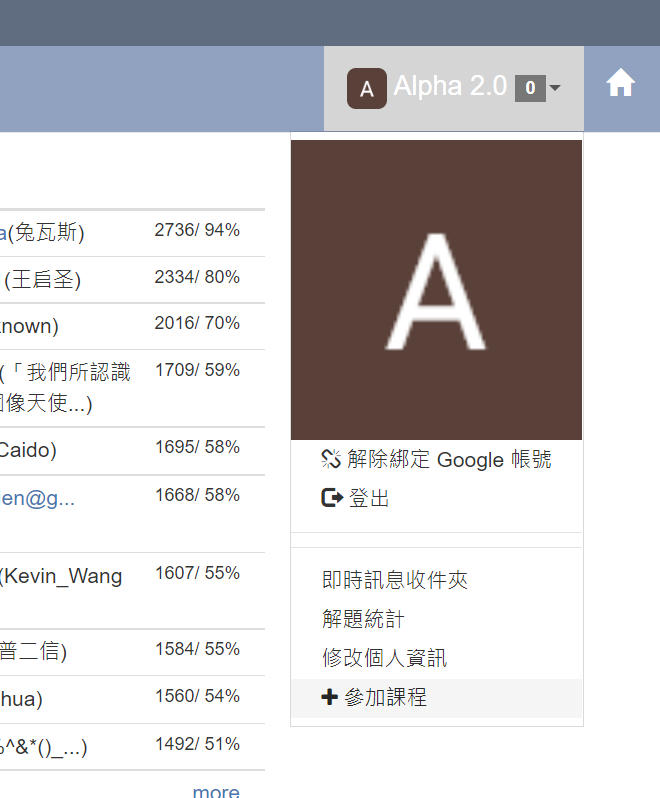 A Alpha 2.0 0
a(兔瓦斯) 2736/ 94%
(王启圣) 2334/ 80%
known) 2016/ 70%
(「我們所認識 1709/ 59%
像天使...)
Caido) 1695/ 58%
ien@g... 1668/ 58%
(Kevin_Wang 1607/ 55%
普二信) 1584/ 55%
hua) 1560/ 54%
^&*()_...) 1492/ 51%
more
A
解除綁定 Google 帳號
登出
即時訊息收件夾
解題統計
修改個人資訊
參加課程